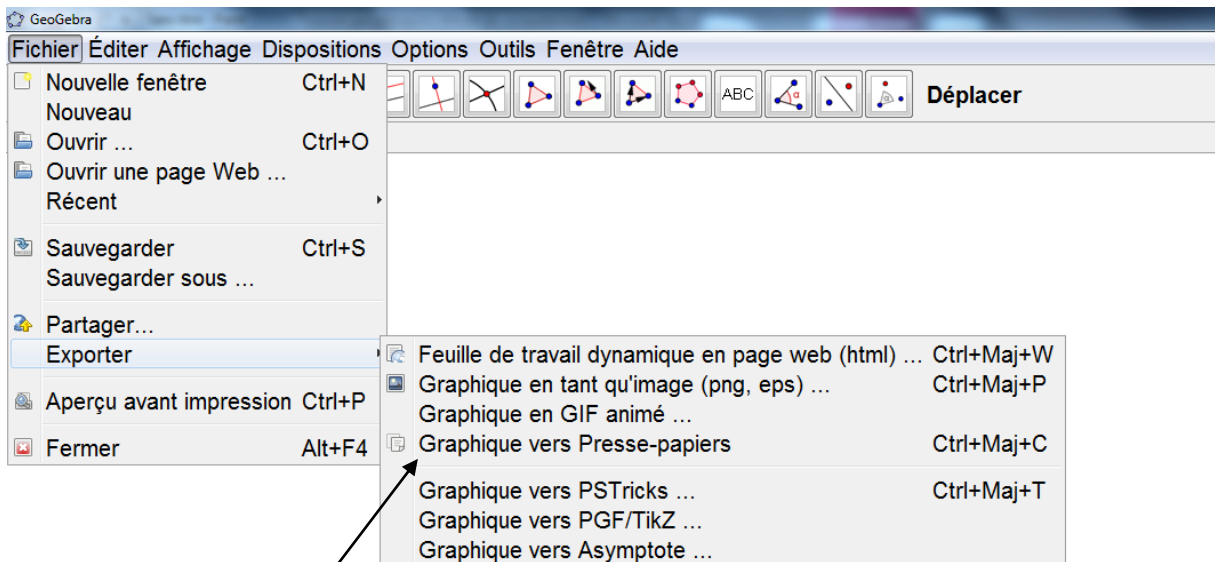 GeoGebra
Fichier Éditer Affichage Dispositions Options Outils Fenêtre Aide
Nouvelle fenêtre Ctrl+N
ABC α Déplacer
Nouveau
Ouvrir ... Ctrl+O
Ouvrir une page Web ...
Récent
Sauvegarder Ctrl+S
Sauvegarder sous ...
Partager...
Exporter
Aperçu avant impression Ctrl+P
Fermer Alt+F4
Feuille de travail dynamique en page web (html) ... Ctrl+Maj+W
Graphique en tant qu'image (png, eps) ... Ctrl+Maj+P
Graphique en GIF animé ...
Graphique vers Presse-papiers Ctrl+Maj+C
Graphique vers PSTricks ... Ctrl+Maj+T
Graphique vers PGF/TikZ ...
Graphique vers Asymptote ...